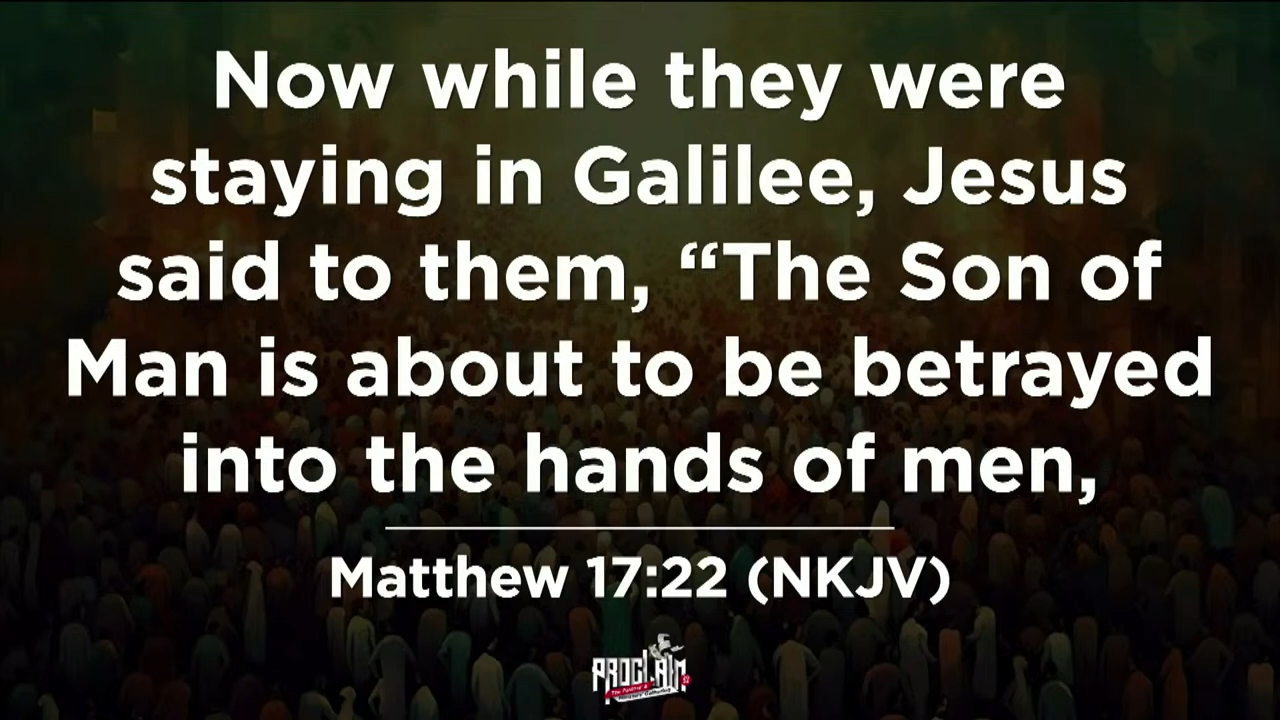 Now while they were
staying in Galilee, Jesus
said to them, “The Son of
Man is about to be betrayed
into the hands of men,
Matthew 17:22 (NKJV)
PROCLAIM